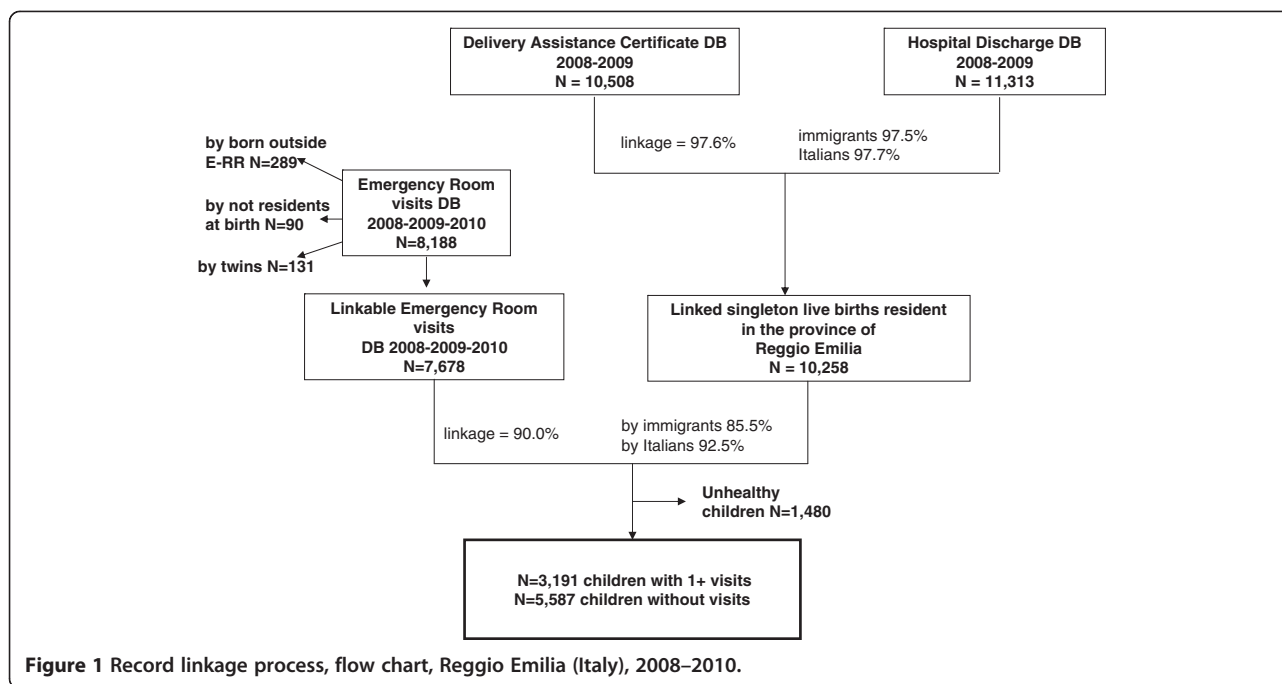 Delivery Assistance Certificate DB
2008-2009
N = 10,508
Hospital Discharge DB
2008-2009
N = 11,313
linkage = 97.6%
immigrants 97.5%
Italians 97.7%
by born outside
E-RR N=289
by not residents
at birth N=90
by twins N=131
Emergency Room
visits DB
2008-2009-2010
N=8,188
Linkable Emergency Room
visits
DB 2008-2009-2010
N=7,678
Linked singleton live births resident
in the province of
Reggio Emilia
N = 10,258
linkage = 90.0%
by immigrants 85.5%
by Italians 92.5%
Unhealthy
children N=1,480
N=3,191 children with 1+ visits
N=5,587 children without visits
Figure 1 Record linkage process, flow chart, Reggio Emilia (Italy), 2008–2010.